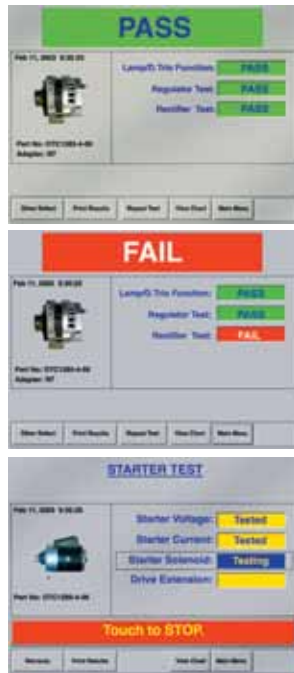 PASS
Lamp/D. Trio Function: PASS
Regulator Test: PASS
Rectifier Test: PASS
Print Results
Repeat Test
View Chart
Main Menu
FAIL
Lamp/D. Trio Function: PASS
Regulator Test: PASS
Rectifier Test: FAIL
Print Results
Repeat Test
View Chart
Main Menu
STARTER TEST
Starter Voltage: Tested
Starter Current: Tested
Starter Solenoid: Testing
Drive Extension:
Touch to STOP.
Print Results
View Chart
Main Menu